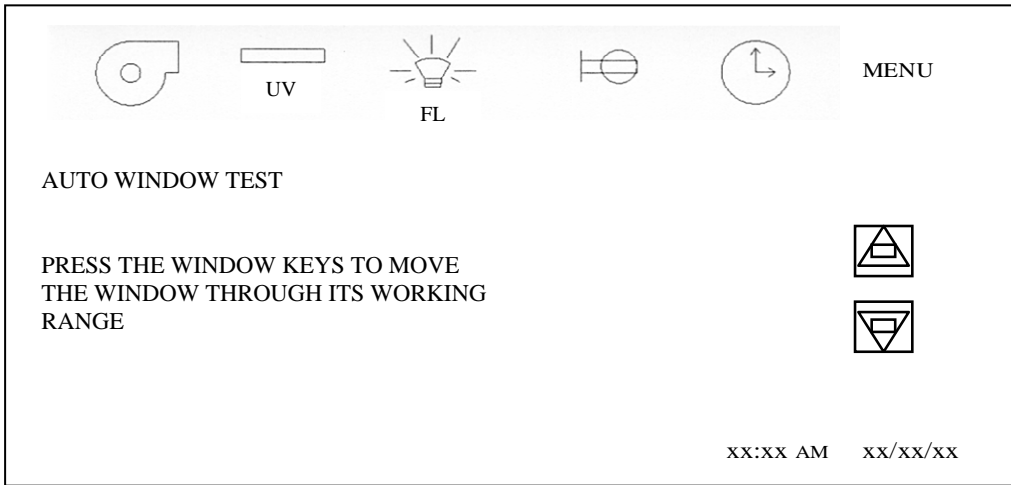 UV
FL
MENU
AUTO WINDOW TEST
PRESS THE WINDOW KEYS TO MOVE
THE WINDOW THROUGH ITS WORKING
RANGE
xx:xx AM xx/xx/xx